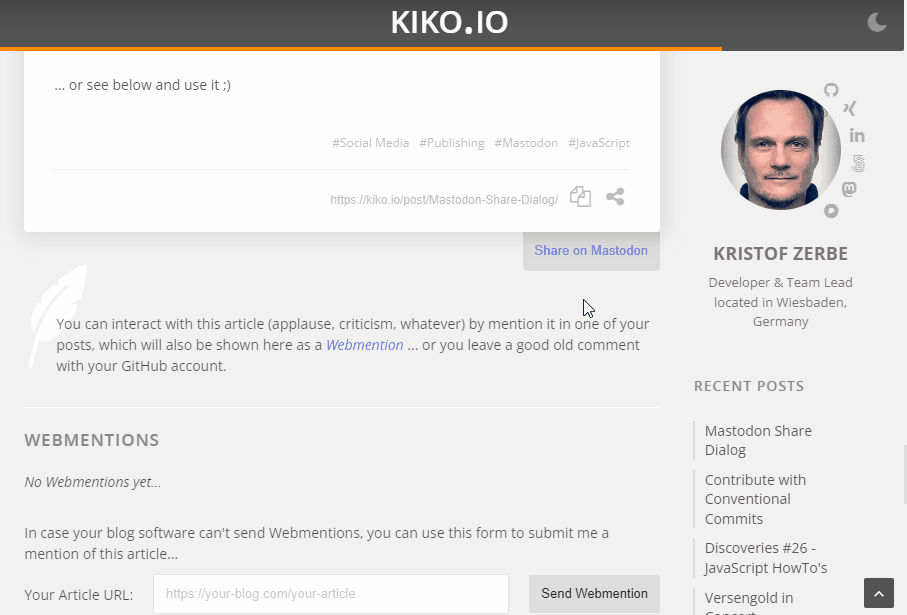 KIKO.IO
... or see below and use it ;)
#Social Media #Publishing #Mastodon #JavaScript
https://kiko.io/post/Mastodon-Share-Dialog/
Share on Mastodon
You can interact with this article (applause, criticism, whatever) by mention it in one of your
posts, which will also be shown here as a Webmention ... or you leave a good old comment
with your GitHub account.
WEBMENTIONS
No Webmentions yet...
In case your blog software can't send Webmentions, you can use this form to submit me a
mention of this article...
Your Article URL: https://your-blog.com/your-article Send Webmention
KRISTOF ZERBE
Developer & Team Lead
located in Wiesbaden,
Germany
RECENT POSTS
Mastodon Share
Dialog
Contribute with
Conventional
Commits
Discoveries #26 -
JavaScript HowTo's
Versengold in